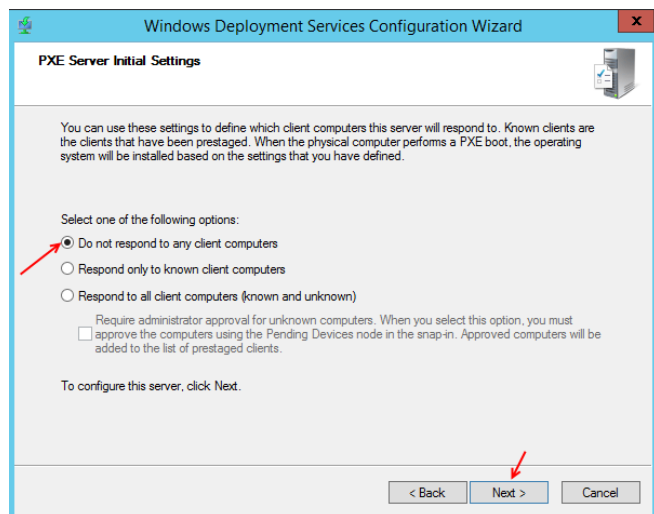 Windows Deployment Services Configuration Wizard
x
PXE Server Initial Settings
You can use these settings to define which client computers this server will respond to. Known clients are
the clients that have been prestaged. When the physical computer performs a PXE boot, the operating
system will be installed based on the settings that you have defined.
Select one of the following options:
Do not respond to any client computers
Respond only to known client computers
Respond to all client computers (known and unknown)
Require administrator approval for unknown computers. When you select this option, you must
approve the computers using the Pending Devices node in the snap-in. Approved computers will be
added to the list of prestaged clients.
To configure this server, click Next.
< Back Next > Cancel